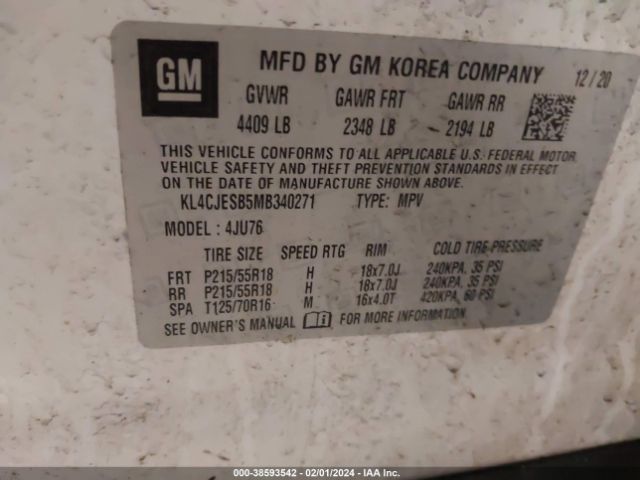 GM MFD BY GM KOREA COMPANY 12/20
GVWR GAWR FRT GAWR RR
4409 LB 2348 LB 2194 LB
THIS VEHICLE CONFORMS TO ALL APPLICABLE U.S. FEDERAL MOTOR
VEHICLE SAFETY AND THEFT PREVENTION STANDARDS IN EFFECT
ON THE DATE OF MANUFACTURE SHOWN ABOVE.
KL4CJESB5MB340271 TYPE: MPV
MODEL: 4JU76
TIRE SIZE SPEED RTG RIM COLD TIRE PRESSURE
FRT P215/55R18 H 18x7.0J 240KPA, 35 PSI
RR P215/55R18 H 18x7.0J 240KPA, 35 PSI
SPA T125/70R16 M 16x4.0T 420KPA, 60 PSI
SEE OWNER'S MANUAL FOR MORE INFORMATION
000-38593542 - 02/01/2024 - IAA Inc.